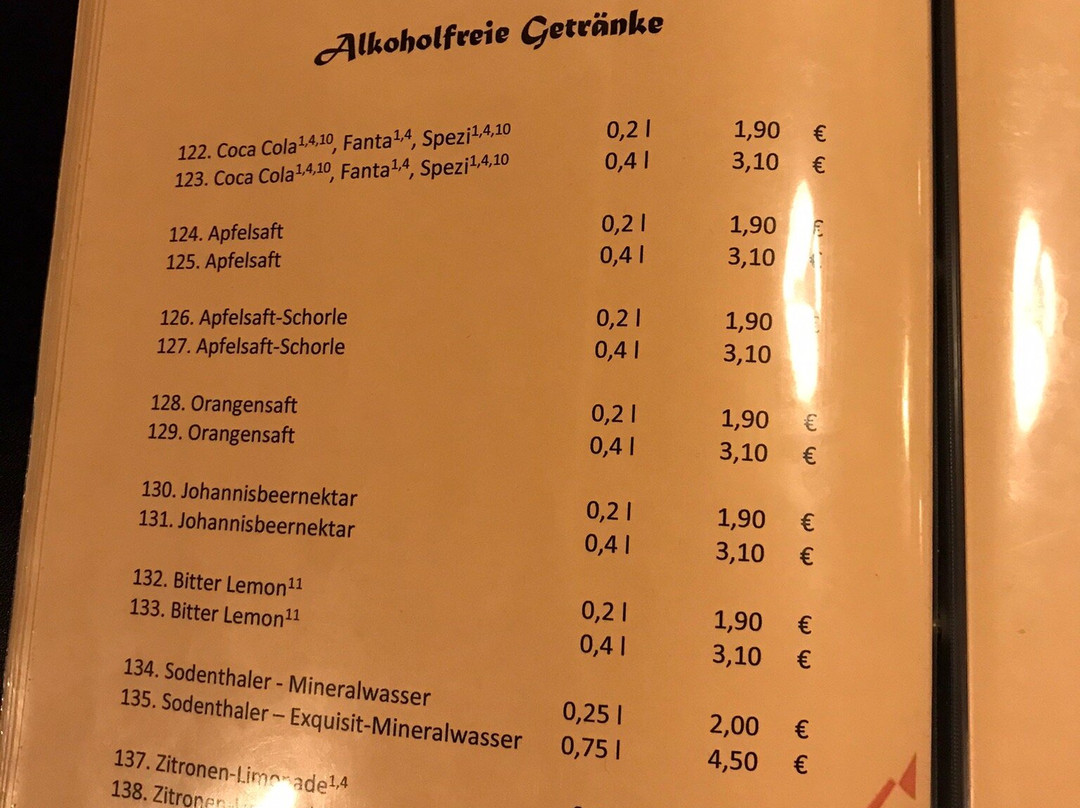 Alkoholfreie Getränke
122. Coca Cola1,4,10, Fanta1,4, Spezi1,4,10 0,2 l 1,90 €
123. Coca Cola1,4,10, Fanta1,4, Spezi1,4,10 0,4 l 3,10 €
124. Apfelsaft 0,2 l 1,90 €
125. Apfelsaft 0,4 l 3,10 €
126. Apfelsaft-Schorle 0,2 l 1,90
127. Apfelsaft-Schorle 0,4 l 3,10
128. Orangensaft 0,2 l 1,90 €
129. Orangensaft 0,4 l 3,10 €
130. Johannisbeernektar 0,2 l 1,90 €
131. Johannisbeernektar 0,4 l 3,10 €
132. Bitter Lemon11 0,2 l 1,90 €
133. Bitter Lemon11 0,4 l 3,10 €
134. Sodenthaler - Mineralwasser 0,25 l 2,00 €
135. Sodenthaler – Exquisit-Mineralwasser 0,75 l 4,50 €
137. Zitronen-Limonade1,4
138.